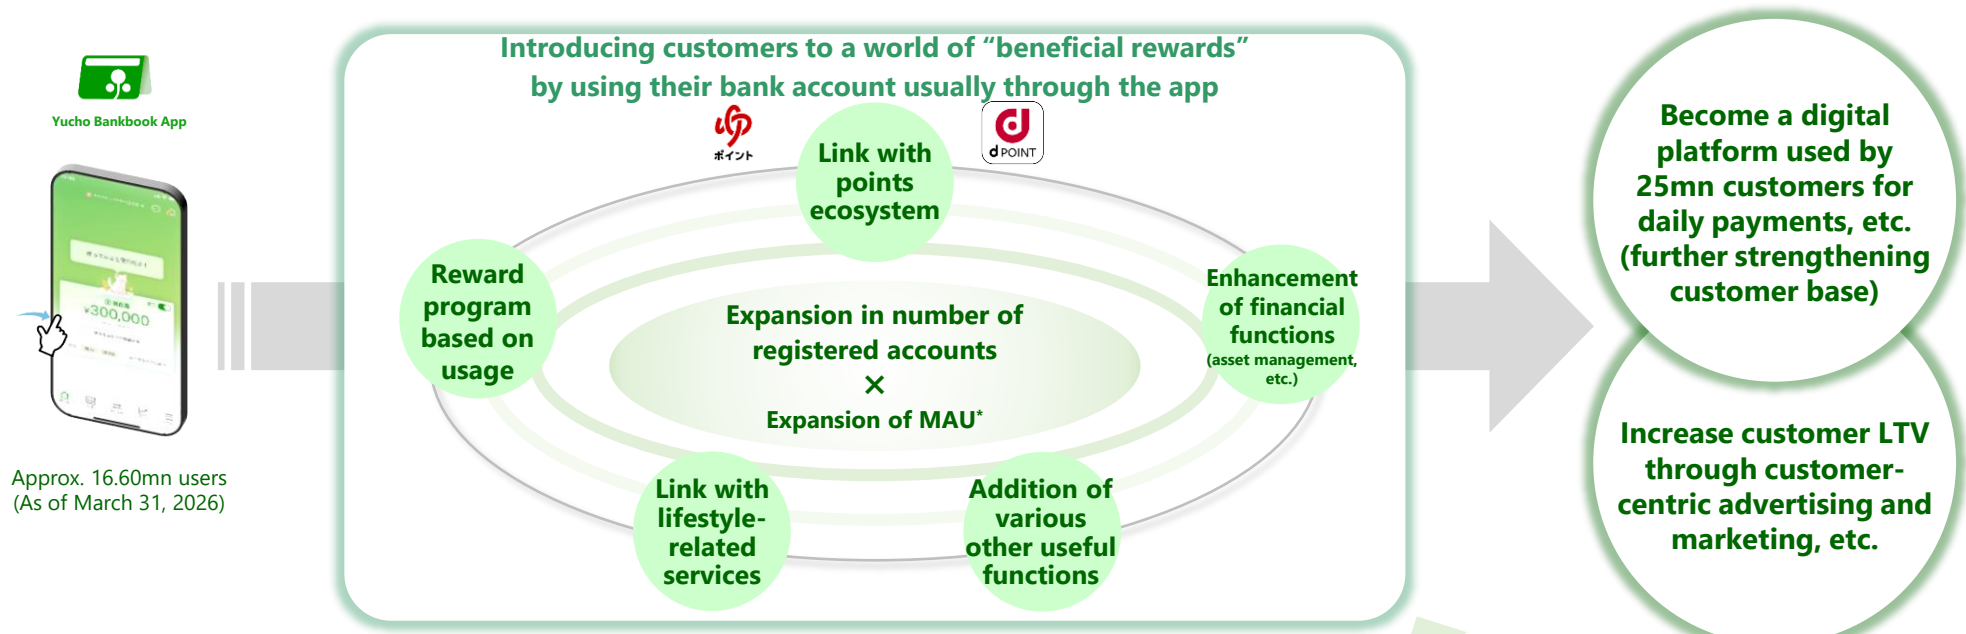 Yucho Bankbook App
¥300,000
Approx. 16.60mn users
(As of March 31, 2026)
Introducing customers to a world of “beneficial rewards”
by using their bank account usually through the app
ポイント
d
d POINT
Link with
points
ecosystem
Reward
program
based on
usage
Enhancement
of financial
functions
(asset management,
etc.)
Expansion in number of
registered accounts
×
Expansion of MAU*
Link with
lifestyle-
related
services
Addition of
various
other useful
functions
Become a digital
platform used by
25mn customers for
daily payments, etc.
(further strengthening
customer base)
Increase customer LTV
through customer-
centric advertising and
marketing, etc.